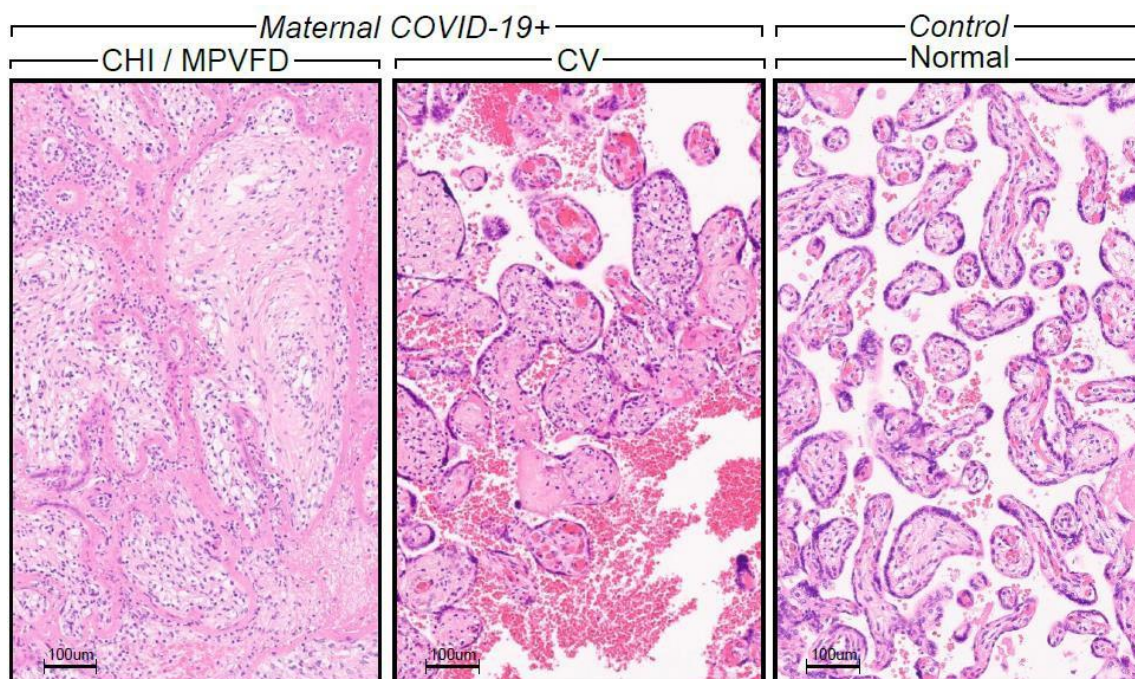 Maternal COVID-19+
Control
CHI / MPVFD
CV
Normal
100um
100um
100um